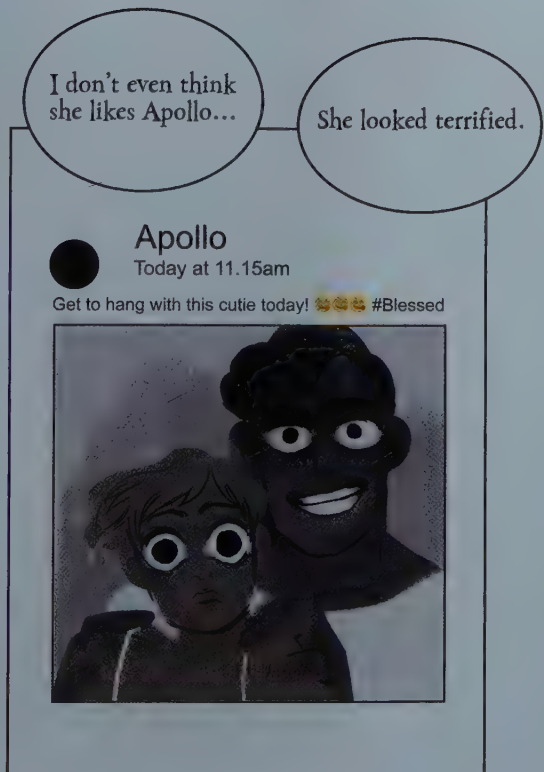 I don't even think
she likes Apollo...
She looked terrified.
Apollo
Today at 11.15am
Get to hang with this cutie today! 😂😂😂 #Blessed